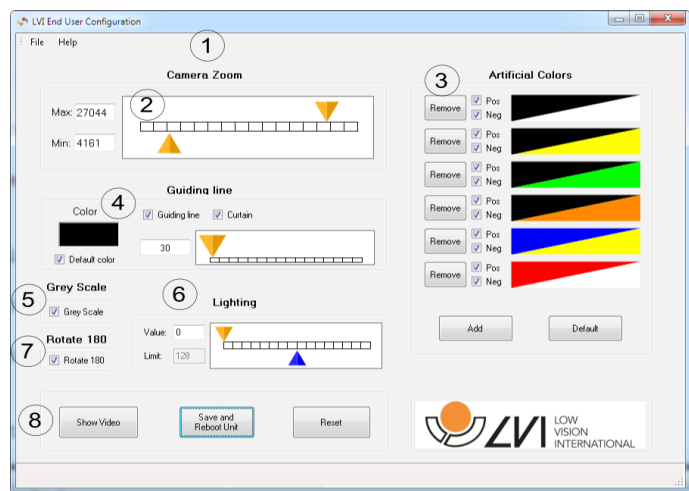 LVI End User Configuration
File Help
1
Camera Zoom
2
Max: 27044
Min: 4161
3
Artificial Colors
Remove Pos
Neg
Remove Pos
Neg
Remove Pos
Neg
Remove Pos
Neg
Remove Pos
Neg
Remove Pos
Neg
Add Default
Guiding line
4
Color
Guiding line Curtain
30
Default color
Grey Scale
5
Grey Scale
6
Lighting
Value: 0
Limit: 128
Rotate 180
7
Rotate 180
8
Show Video
Save and
Reboot Unit
Reset
LVI
LOW
VISION
INTERNATIONAL